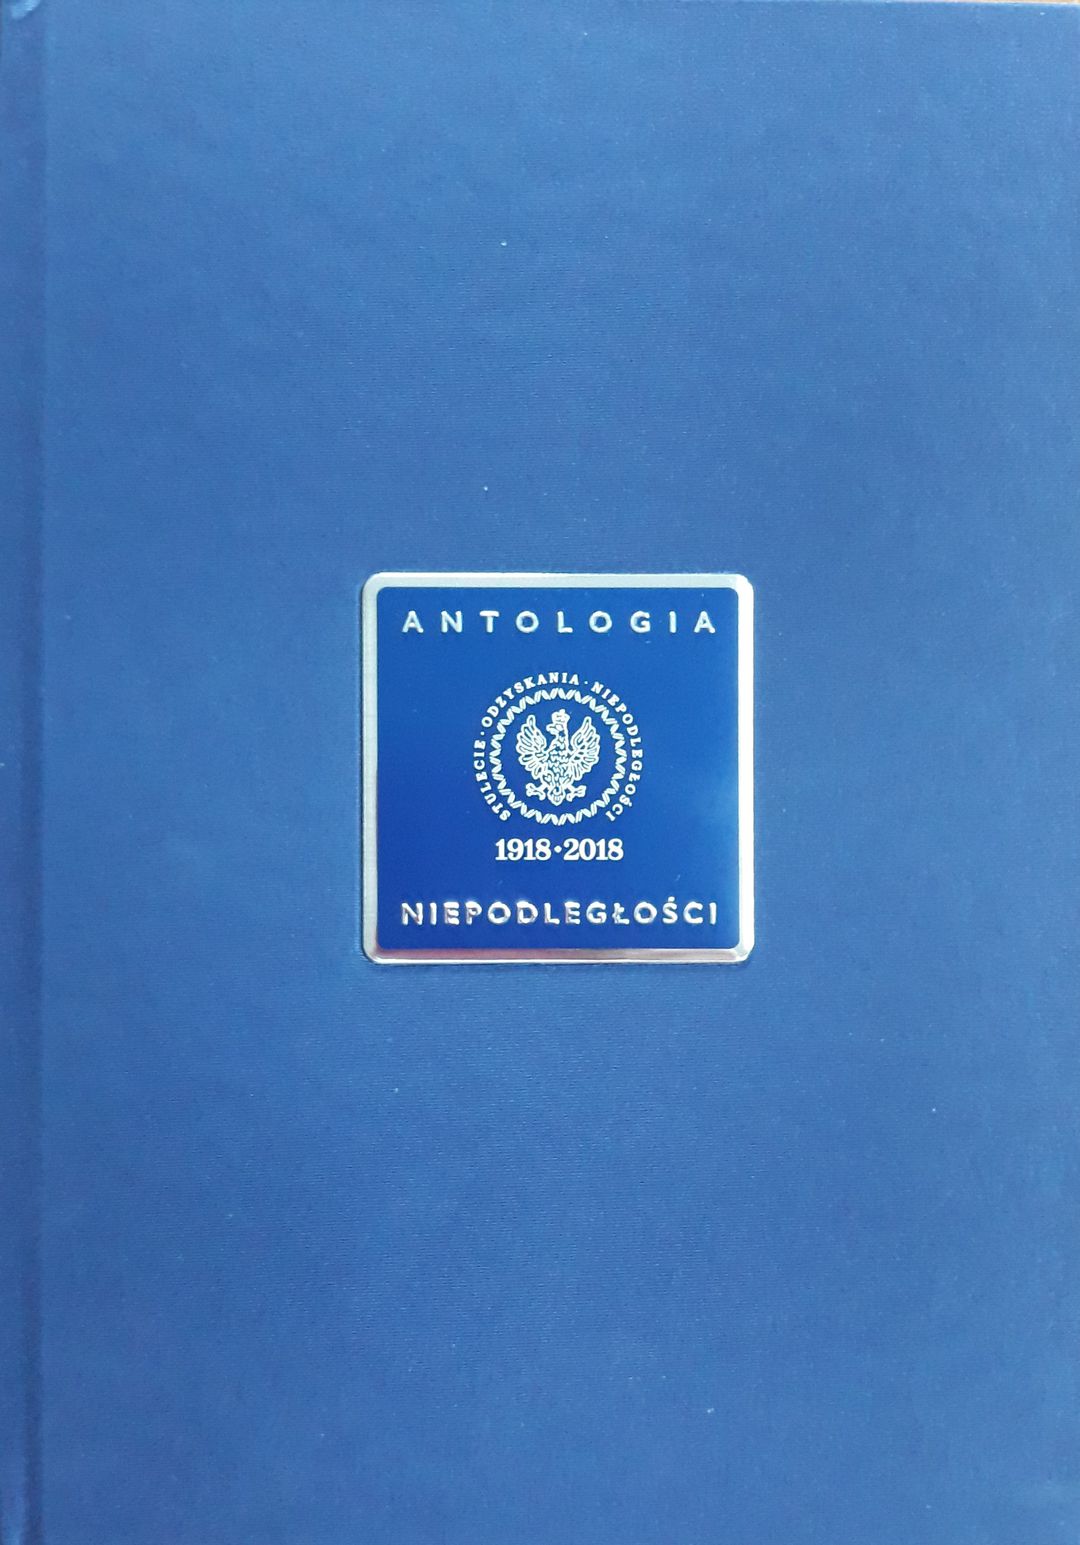 ANTOLOGIA
STULECIE · ODZYSKANIA · NIEPODLEGŁOŚCI
1918 · 2018
NIEPODLEGŁOŚCI